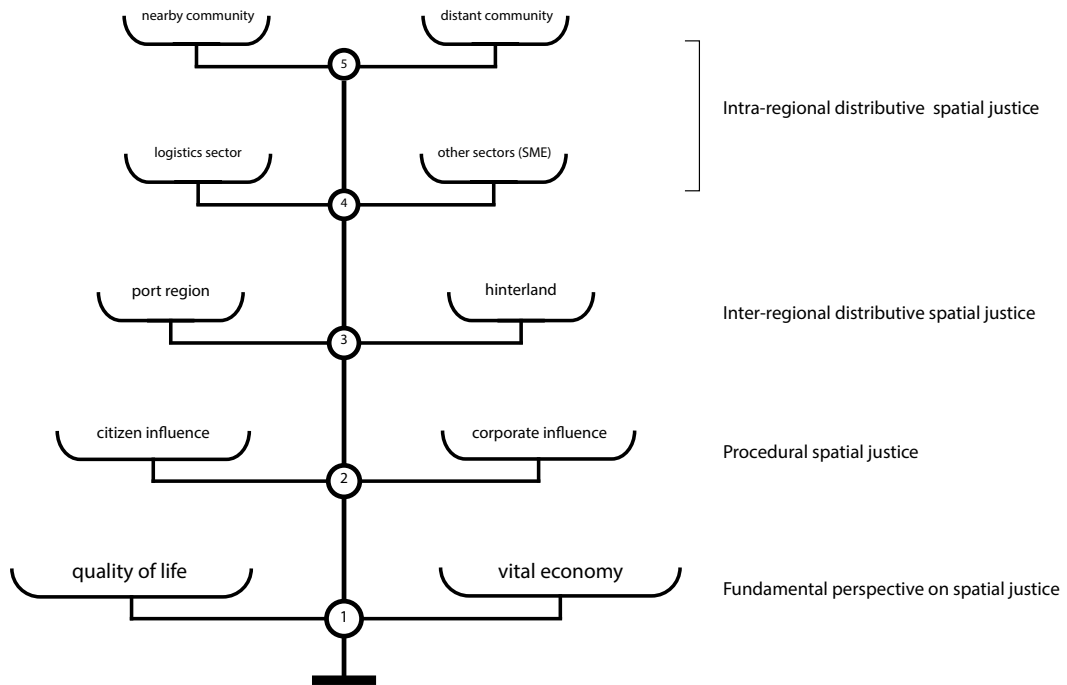 nearby community
distant community
5
Intra-regional distributive spatial justice
logistics sector
other sectors (SME)
4
port region
hinterland
Inter-regional distributive spatial justice
3
citizen influence
corporate influence
Procedural spatial justice
2
quality of life
vital economy
Fundamental perspective on spatial justice
1